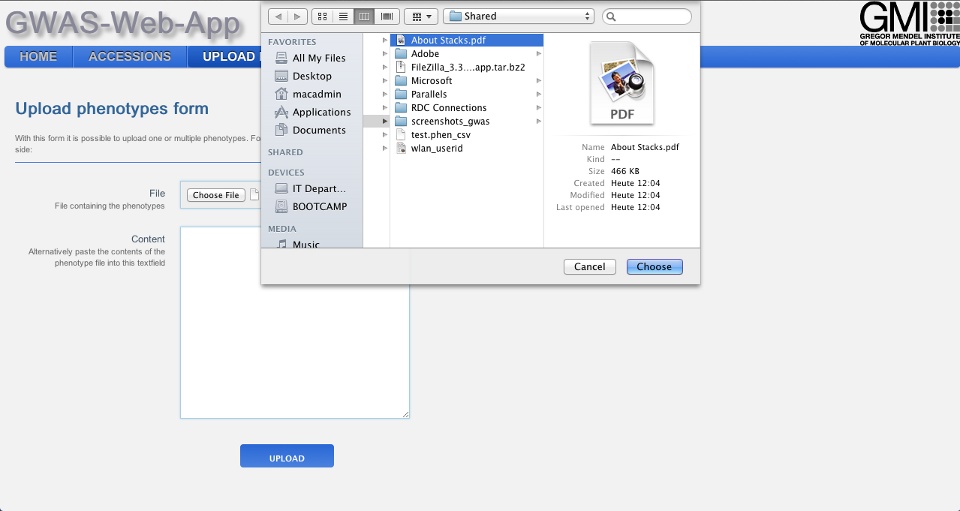 GWAS-Web-App
Shared
GMI
GREGOR MENDEL INSTITUTE
OF MOLECULAR PLANT BIOLOGY
HOME
ACCESSIONS
UPLOAD
Upload phenotypes form
With this form it is possible to upload one or multiple phenotypes.
side:
File
File containing the phenotypes
Choose File
Content
Alternatively paste the contents of the
phenotype file into this textfield
UPLOAD
FAVORITES
All My Files
Desktop
macadmin
Applications
Documents
SHARED
DEVICES
IT Depart...
BOOTCAMP
MEDIA
Music
About Stacks.pdf
Adobe
FileZilla_3.3....app.tar.bz2
Microsoft
Parallels
RDC Connections
screenshots_gwas
test.phen_csv
wlan_userid
PDF
Name About Stacks.pdf
Kind --
Size 466 KB
Created Heute 12:04
Modified Heute 12:04
Last opened Heute 12:04
Cancel
Choose